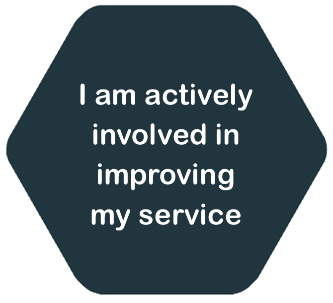 I am actively
involved in
improving
my service